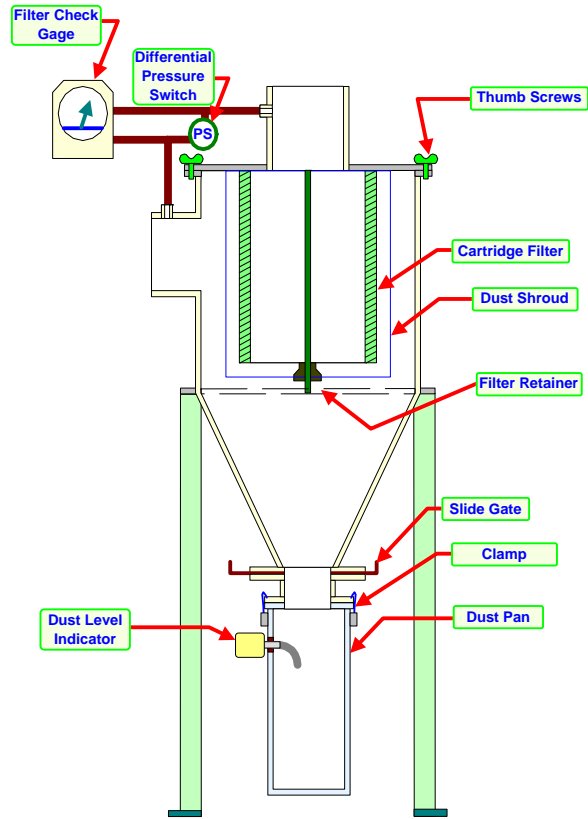 Filter Check
Gage
Differential
Pressure
Switch
Thumb Screws
PS
Cartridge Filter
Dust Shroud
Filter Retainer
Slide Gate
Clamp
Dust Level
Indicator
Dust Pan